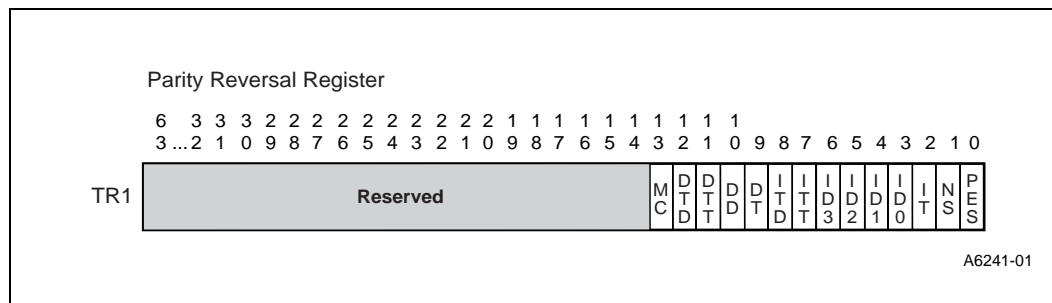 Parity Reversal Register
6 3 3 3 2 2 2 2 2 2 2 2 2 2 1 1 1 1 1 1 1 1 1 1
3 ...2 1 0 9 8 7 6 5 4 3 2 1 0 9 8 7 6 5 4 3 2 1 0 9 8 7 6 5 4 3 2 1 0
TR1 Reserved MC DTD DTT DD DT ITD ITT ID3 ID2 ID1 ID0 IT NS PES
A6241-01